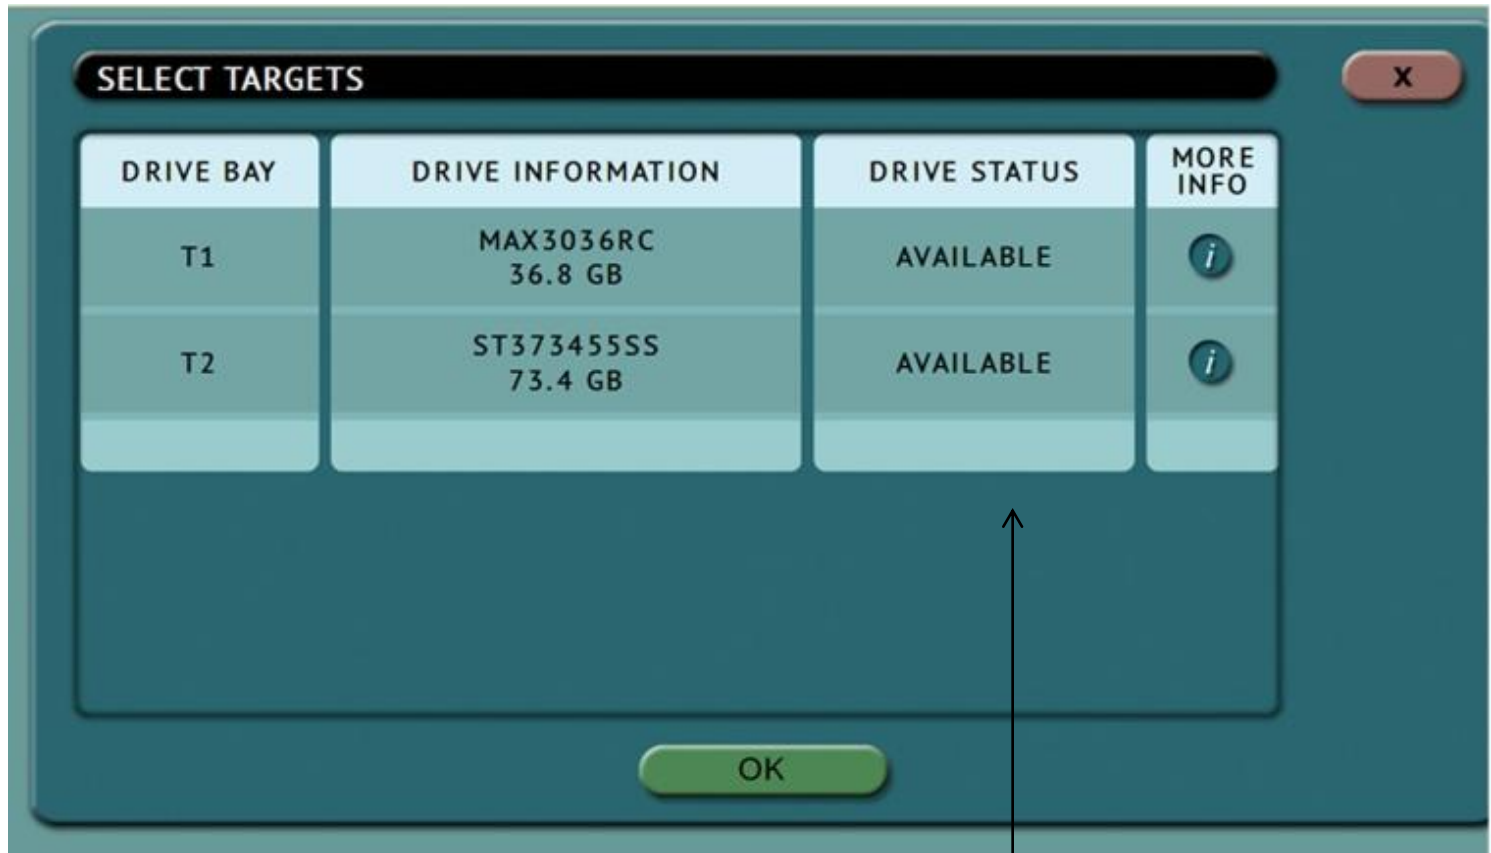 SELECT TARGETS
X
DRIVE BAY
DRIVE INFORMATION
DRIVE STATUS
MORE
INFO
T1
MAX3036RC
36.8 GB
AVAILABLE
i
T2
ST373455SS
73.4 GB
AVAILABLE
i
OK